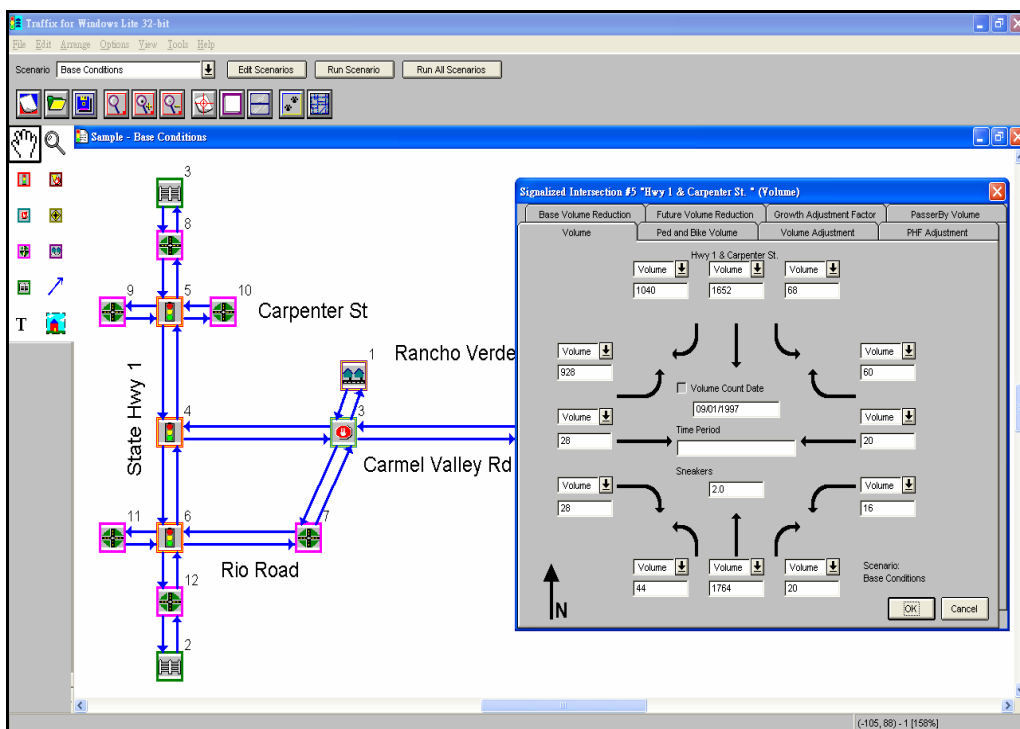 Traffix for Windows Lite 32-bit
File Edit Arrange Options View Tools Help
Scenario Base Conditions Edit Scenarios Run Scenario Run All Scenarios
Sample - Base Conditions
3
8
9 5 10
Carpenter St
1
Rancho Verde
State Hwy 1
4 3
Carmel Valley Rd
11 6 7
Rio Road
12
2
T
Signalized Intersection #5 "Hwy 1 & Carpenter St. " (Volume)
Base Volume Reduction Future Volume Reduction Growth Adjustment Factor PasserBy Volume
Volume Ped and Bike Volume Volume Adjustment PHF Adjustment
Hwy 1 & Carpenter St.
Volume Volume Volume
1040 1652 68
Volume Volume
928 60
Volume Count Date
09/01/1997
Volume Volume
28 20
Time Period
Sneakers
2.0
Volume Volume
28 16
Volume Volume Volume
44 1764 20
Scenario:
Base Conditions
N
OK Cancel
(-105, 88) - 1 [158%]